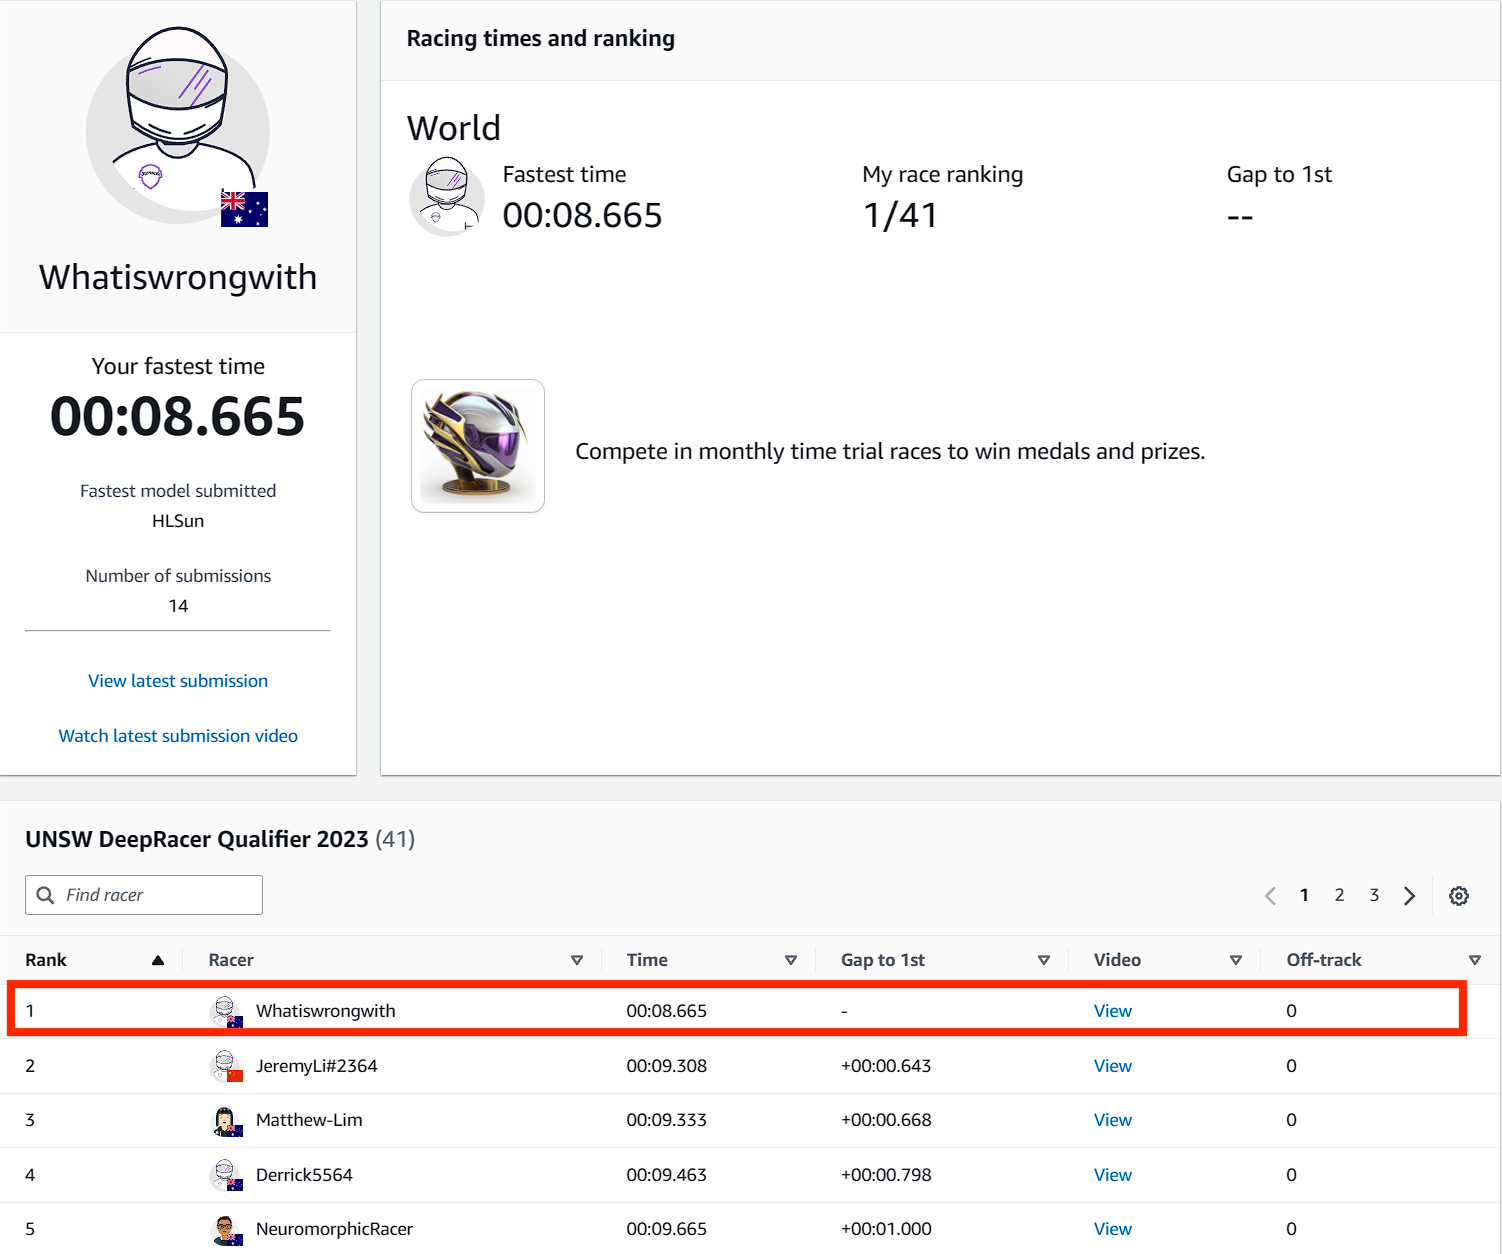 Whatiswrongwith
Your fastest time
00:08.665
Fastest model submitted
HLSun
Number of submissions
14
View latest submission
Watch latest submission video
Racing times and ranking
World
Fastest time
00:08.665
My race ranking
1/41
Gap to 1st
--
Compete in monthly time trial races to win medals and prizes.
UNSW DeepRacer Qualifier 2023 (41)
Find racer
1 2 3
Rank Racer Time Gap to 1st Video Off-track
1 Whatiswrongwith 00:08.665 - View 0
2 JeremyLi#2364 00:09.308 +00:00.643 View 0
3 Matthew-Lim 00:09.333 +00:00.668 View 0
4 Derrick5564 00:09.463 +00:00.798 View 0
5 NeuromorphicRacer 00:09.665 +00:01.000 View 0